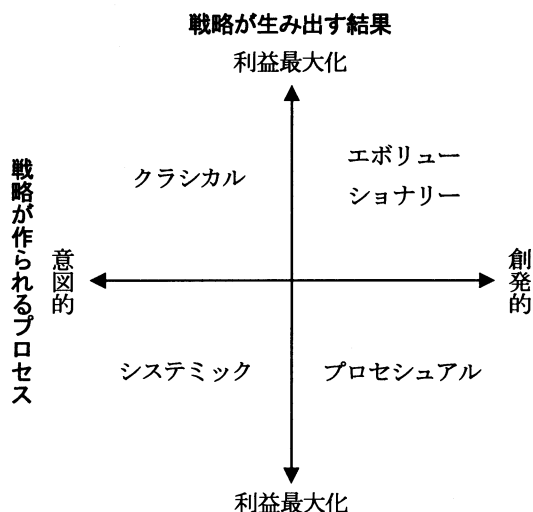 戦略が生み出す結果
利益最大化
クラシカル
エボリュー
ショナリー
戦略が作られるプロセス
意図的
創発的
システミック
プロセシュアル
利益最大化